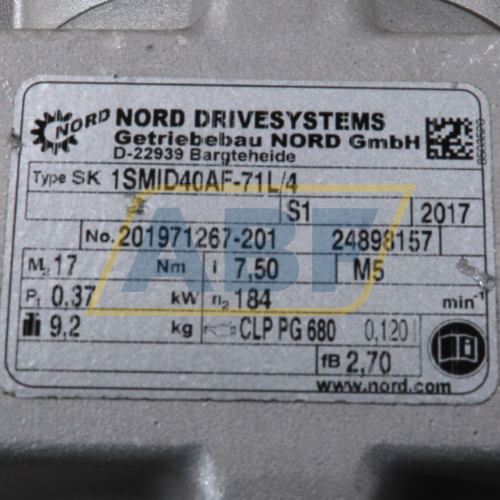 NORD NORD DRIVESYSTEMS
Getriebebau NORD GmbH
D-22939 Bargteheide
Type SK 1SMID40AF-71L/4
S1 2017
No. 201971267-201 24898157
M₂ 17 Nm i 7,50 M5
P₁ 0,37 kW n₂ 184 min⁻¹
9,2 kg CLP PG 680 0,120 l
fB 2,70
www.nord.com
ABF